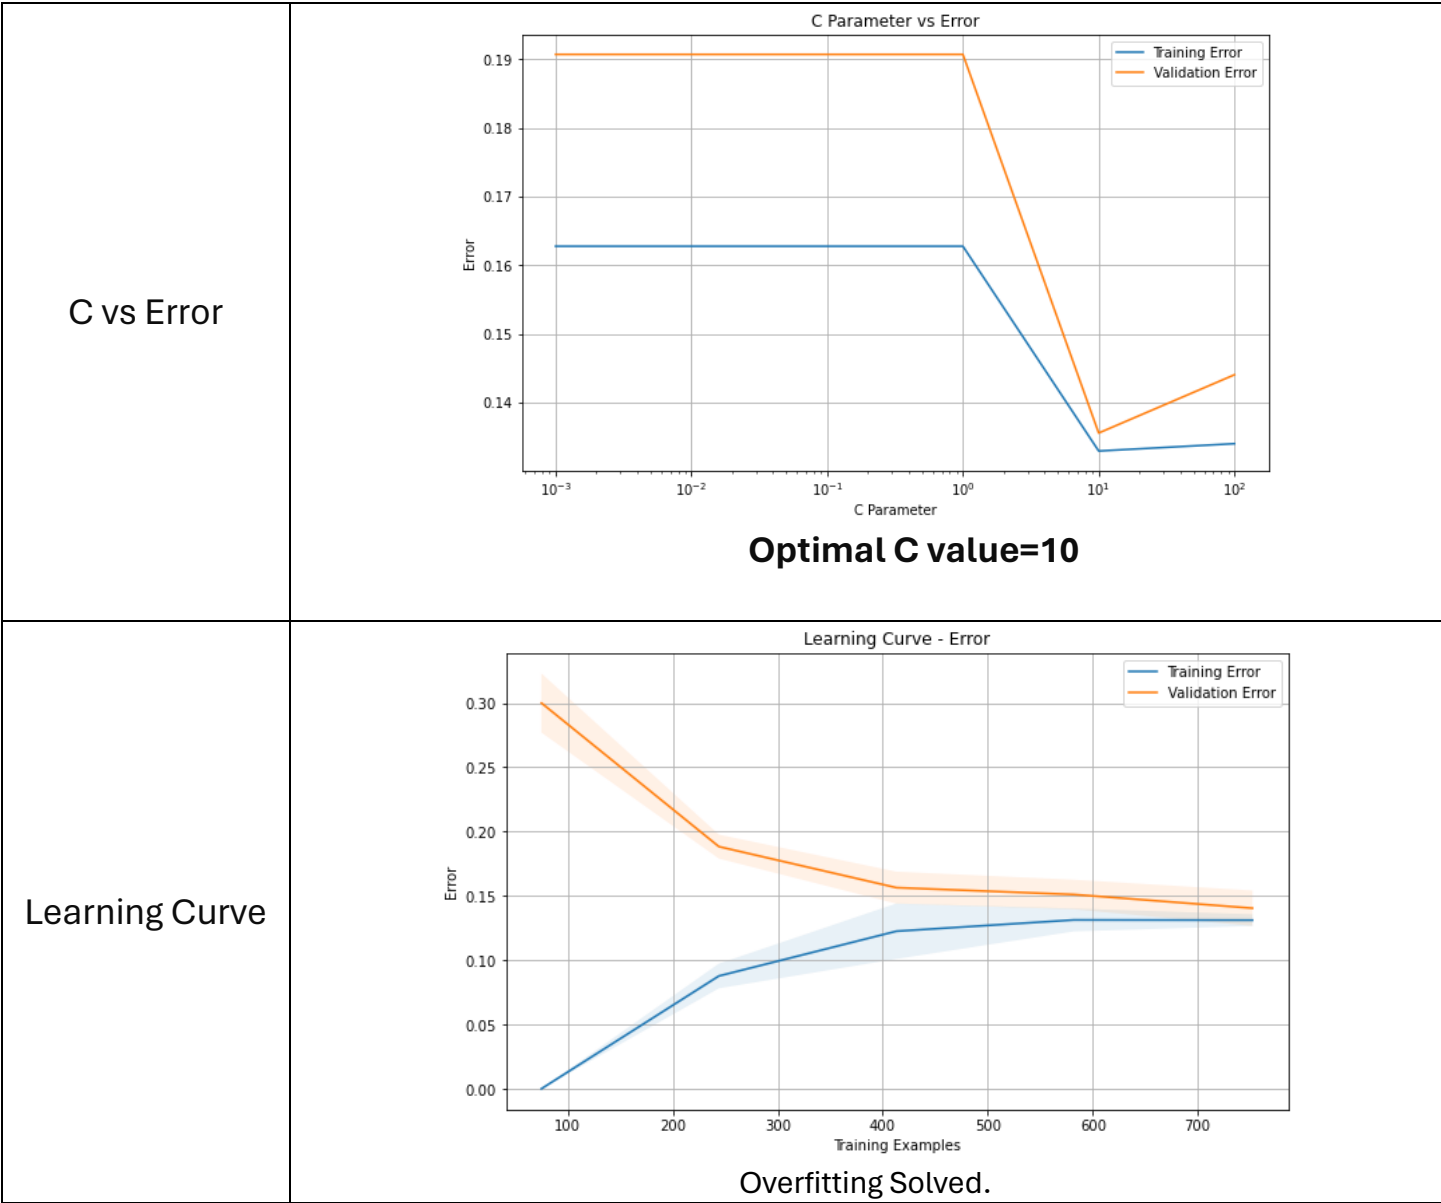 C vs Error
C Parameter vs Error
Training Error
Validation Error
0.19
0.18
0.17
0.16
0.15
0.14
Error
10⁻³ 10⁻² 10⁻¹ 10⁰ 10¹ 10²
C Parameter
Optimal C value=10
Learning Curve
Learning Curve - Error
Training Error
Validation Error
0.30
0.25
0.20
0.15
0.10
0.05
0.00
Error
100 200 300 400 500 600 700
Training Examples
Overfitting Solved.